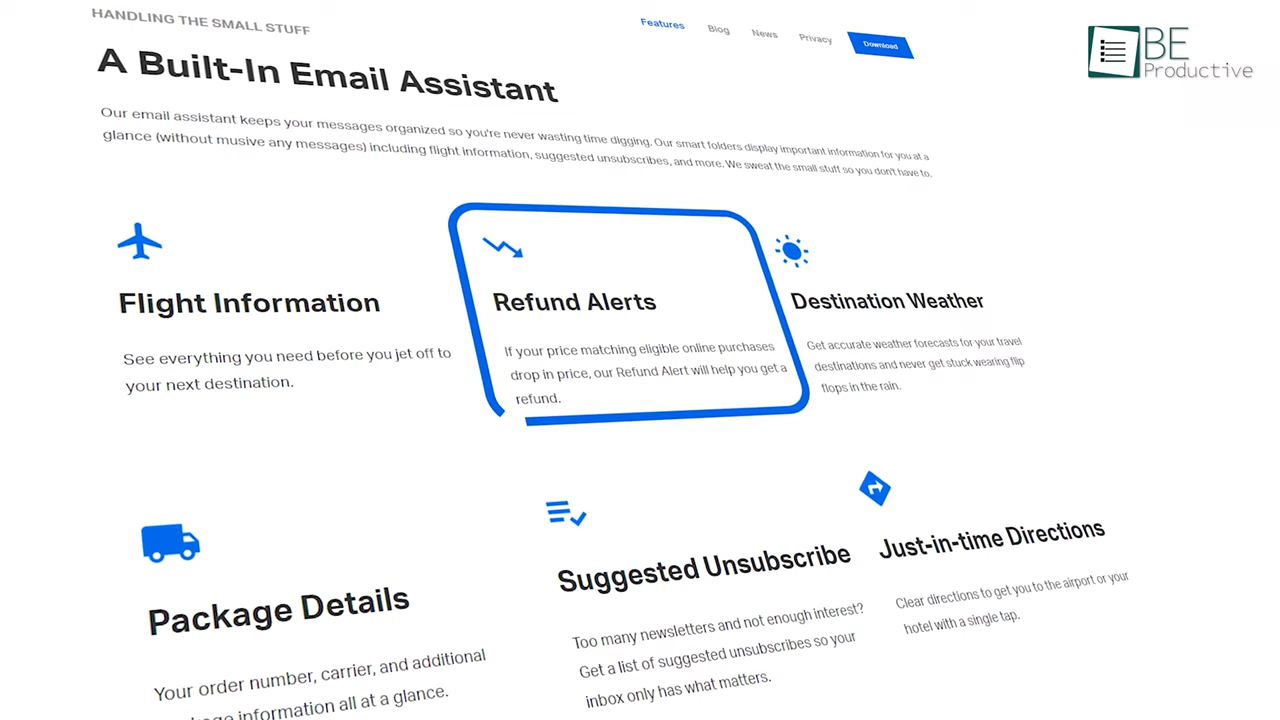 HANDLING THE SMALL STUFF
Features Blog News Privacy Download
BE
Productive
A Built-In Email Assistant
Our email assistant keeps your messages organized so you're never wasting time digging. Our smart folders display important information for you at a
glance (without musive any messages) including flight information, suggested unsubscribes, and more. We sweat the small stuff so you don't have to.
Flight Information
See everything you need before you jet off to
your next destination.
Refund Alerts
If your price matching eligible online purchases
drop in price, our Refund Alert will help you get a
refund.
Destination Weather
Get accurate weather forecasts for your travel
destinations and never get stuck wearing flip
flops in the rain.
Package Details
Your order number, carrier, and additional
information all at a glance.
Suggested Unsubscribe
Too many newsletters and not enough interest?
Get a list of suggested unsubscribes so your
inbox only has what matters.
Just-in-time Directions
Clear directions to get you to the airport or your
hotel with a single tap.